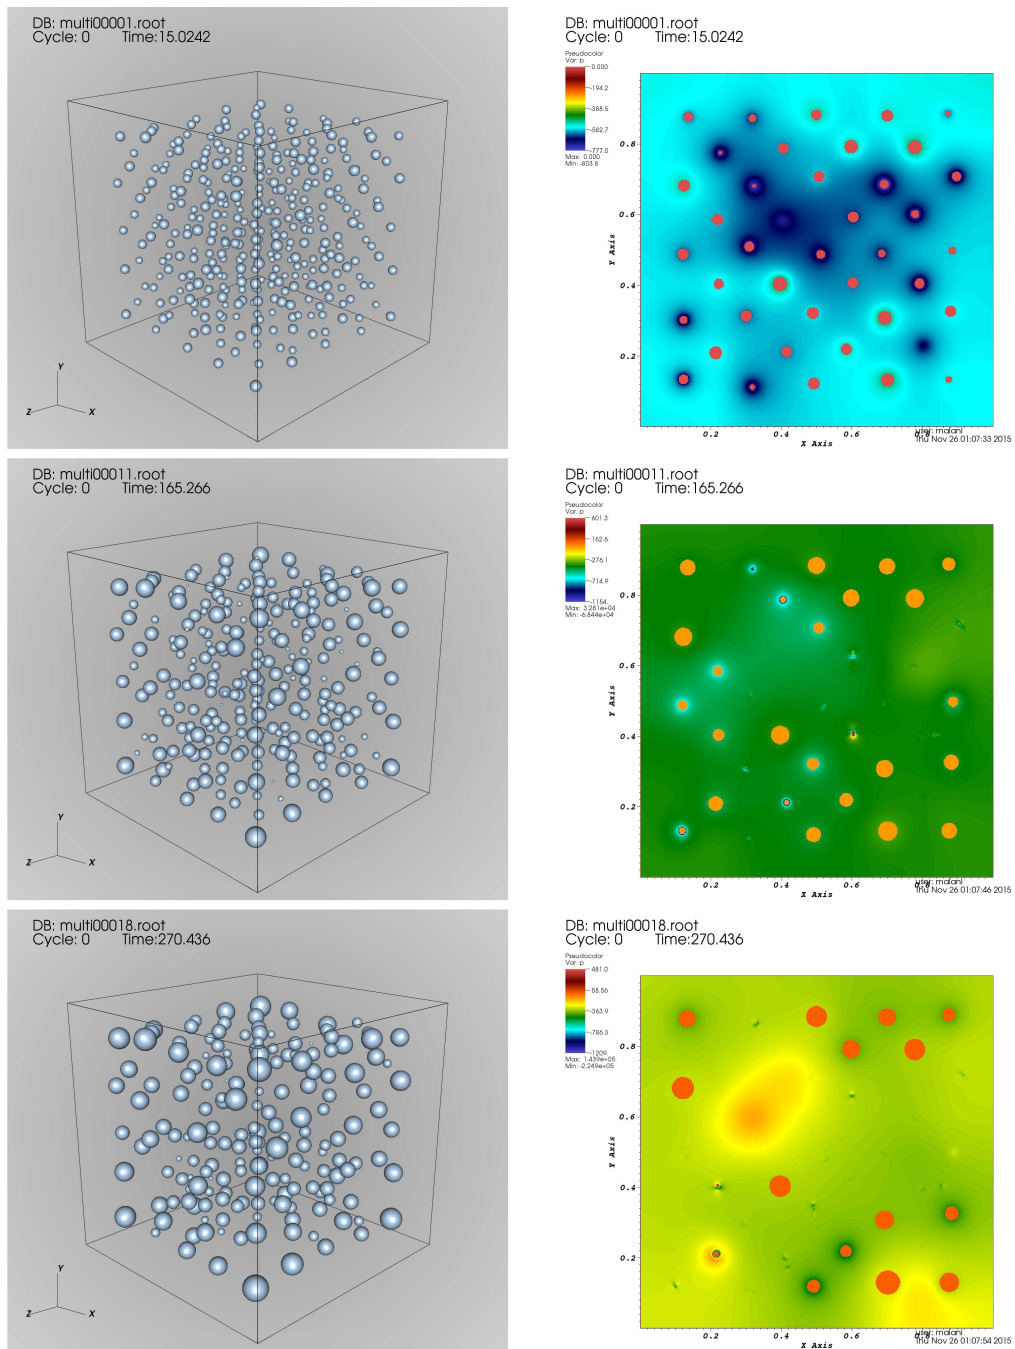 DB: multi00001.root
Cycle: 0 Time:15.0242
Y
Z
X
DB: multi00001.root
Cycle: 0 Time:15.0242
Pseudocolor
Var: p
0.000
-194.2
-388.5
-582.7
-777.0
Max: 0.000
Min: -803.8
Y Axis
0.8
0.6
0.4
0.2
0.2 0.4 0.6 0.8
X Axis
user: malani
Thu Nov 26 01:07:33 2015
DB: multi00011.root
Cycle: 0 Time:165.266
Y
Z
X
DB: multi00011.root
Cycle: 0 Time:165.266
Pseudocolor
Var: p
601.3
162.6
-276.1
-714.9
-1154.
Max: 3.281e+04
Min: -6.844e+04
Y Axis
0.8
0.6
0.4
0.2
0.2 0.4 0.6 0.8
X Axis
user: malani
Thu Nov 26 01:07:46 2015
DB: multi00018.root
Cycle: 0 Time:270.436
Y
Z
X
DB: multi00018.root
Cycle: 0 Time:270.436
Pseudocolor
Var: p
481.0
58.56
-363.9
-786.3
-1209.
Max: 1.439e+05
Min: -2.249e+05
Y Axis
0.8
0.6
0.4
0.2
0.2 0.4 0.6 0.8
X Axis
user: malani
Thu Nov 26 01:07:54 2015